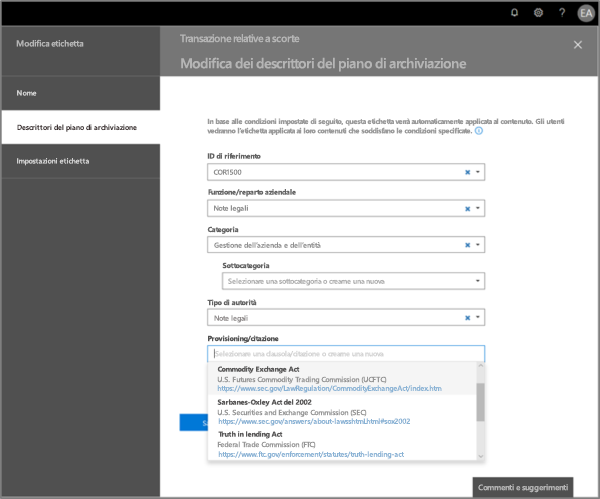 EA
Modifica etichetta
Transazione relative a scorte
Modifica dei descrittori del piano di archiviazione
Nome
Descrittori del piano di archiviazione
Impostazioni etichetta
In base alle condizioni impostate di seguito, questa etichetta verrà automaticamente applicata al contenuto. Gli utenti
vedranno l'etichetta applicata ai loro contenuti che soddisfano le condizioni specificate.
ID di riferimento
COR1500
Funzione/reparto aziendale
Note legali
Categoria
Gestione dell'azienda e dell'entità
Sottocategoria
Selezionare una sottocategoria o crearne una nuova
Tipo di autorità
Note legali
Provisioning/citazione
Selezionare una clausola/citazione o crearne una nuova
Commodity Exchange Act
U.S. Futures Commodity Trading Commission (UCFTC)
https://www.sec.gov/LawRegulation/CommodityExchangeAct/index.htm
Sarbanes-Oxley Act del 2002
U.S. Securities and Exchange Commission (SEC)
https://www.sec.gov/answers/about-lawsshtml.html#sox2002
Truth in lending Act
Federal Trade Commission (FTC)
https://www.ftc.gov/enforcement/statutes/truth-lending-act
Commenti e suggerimenti